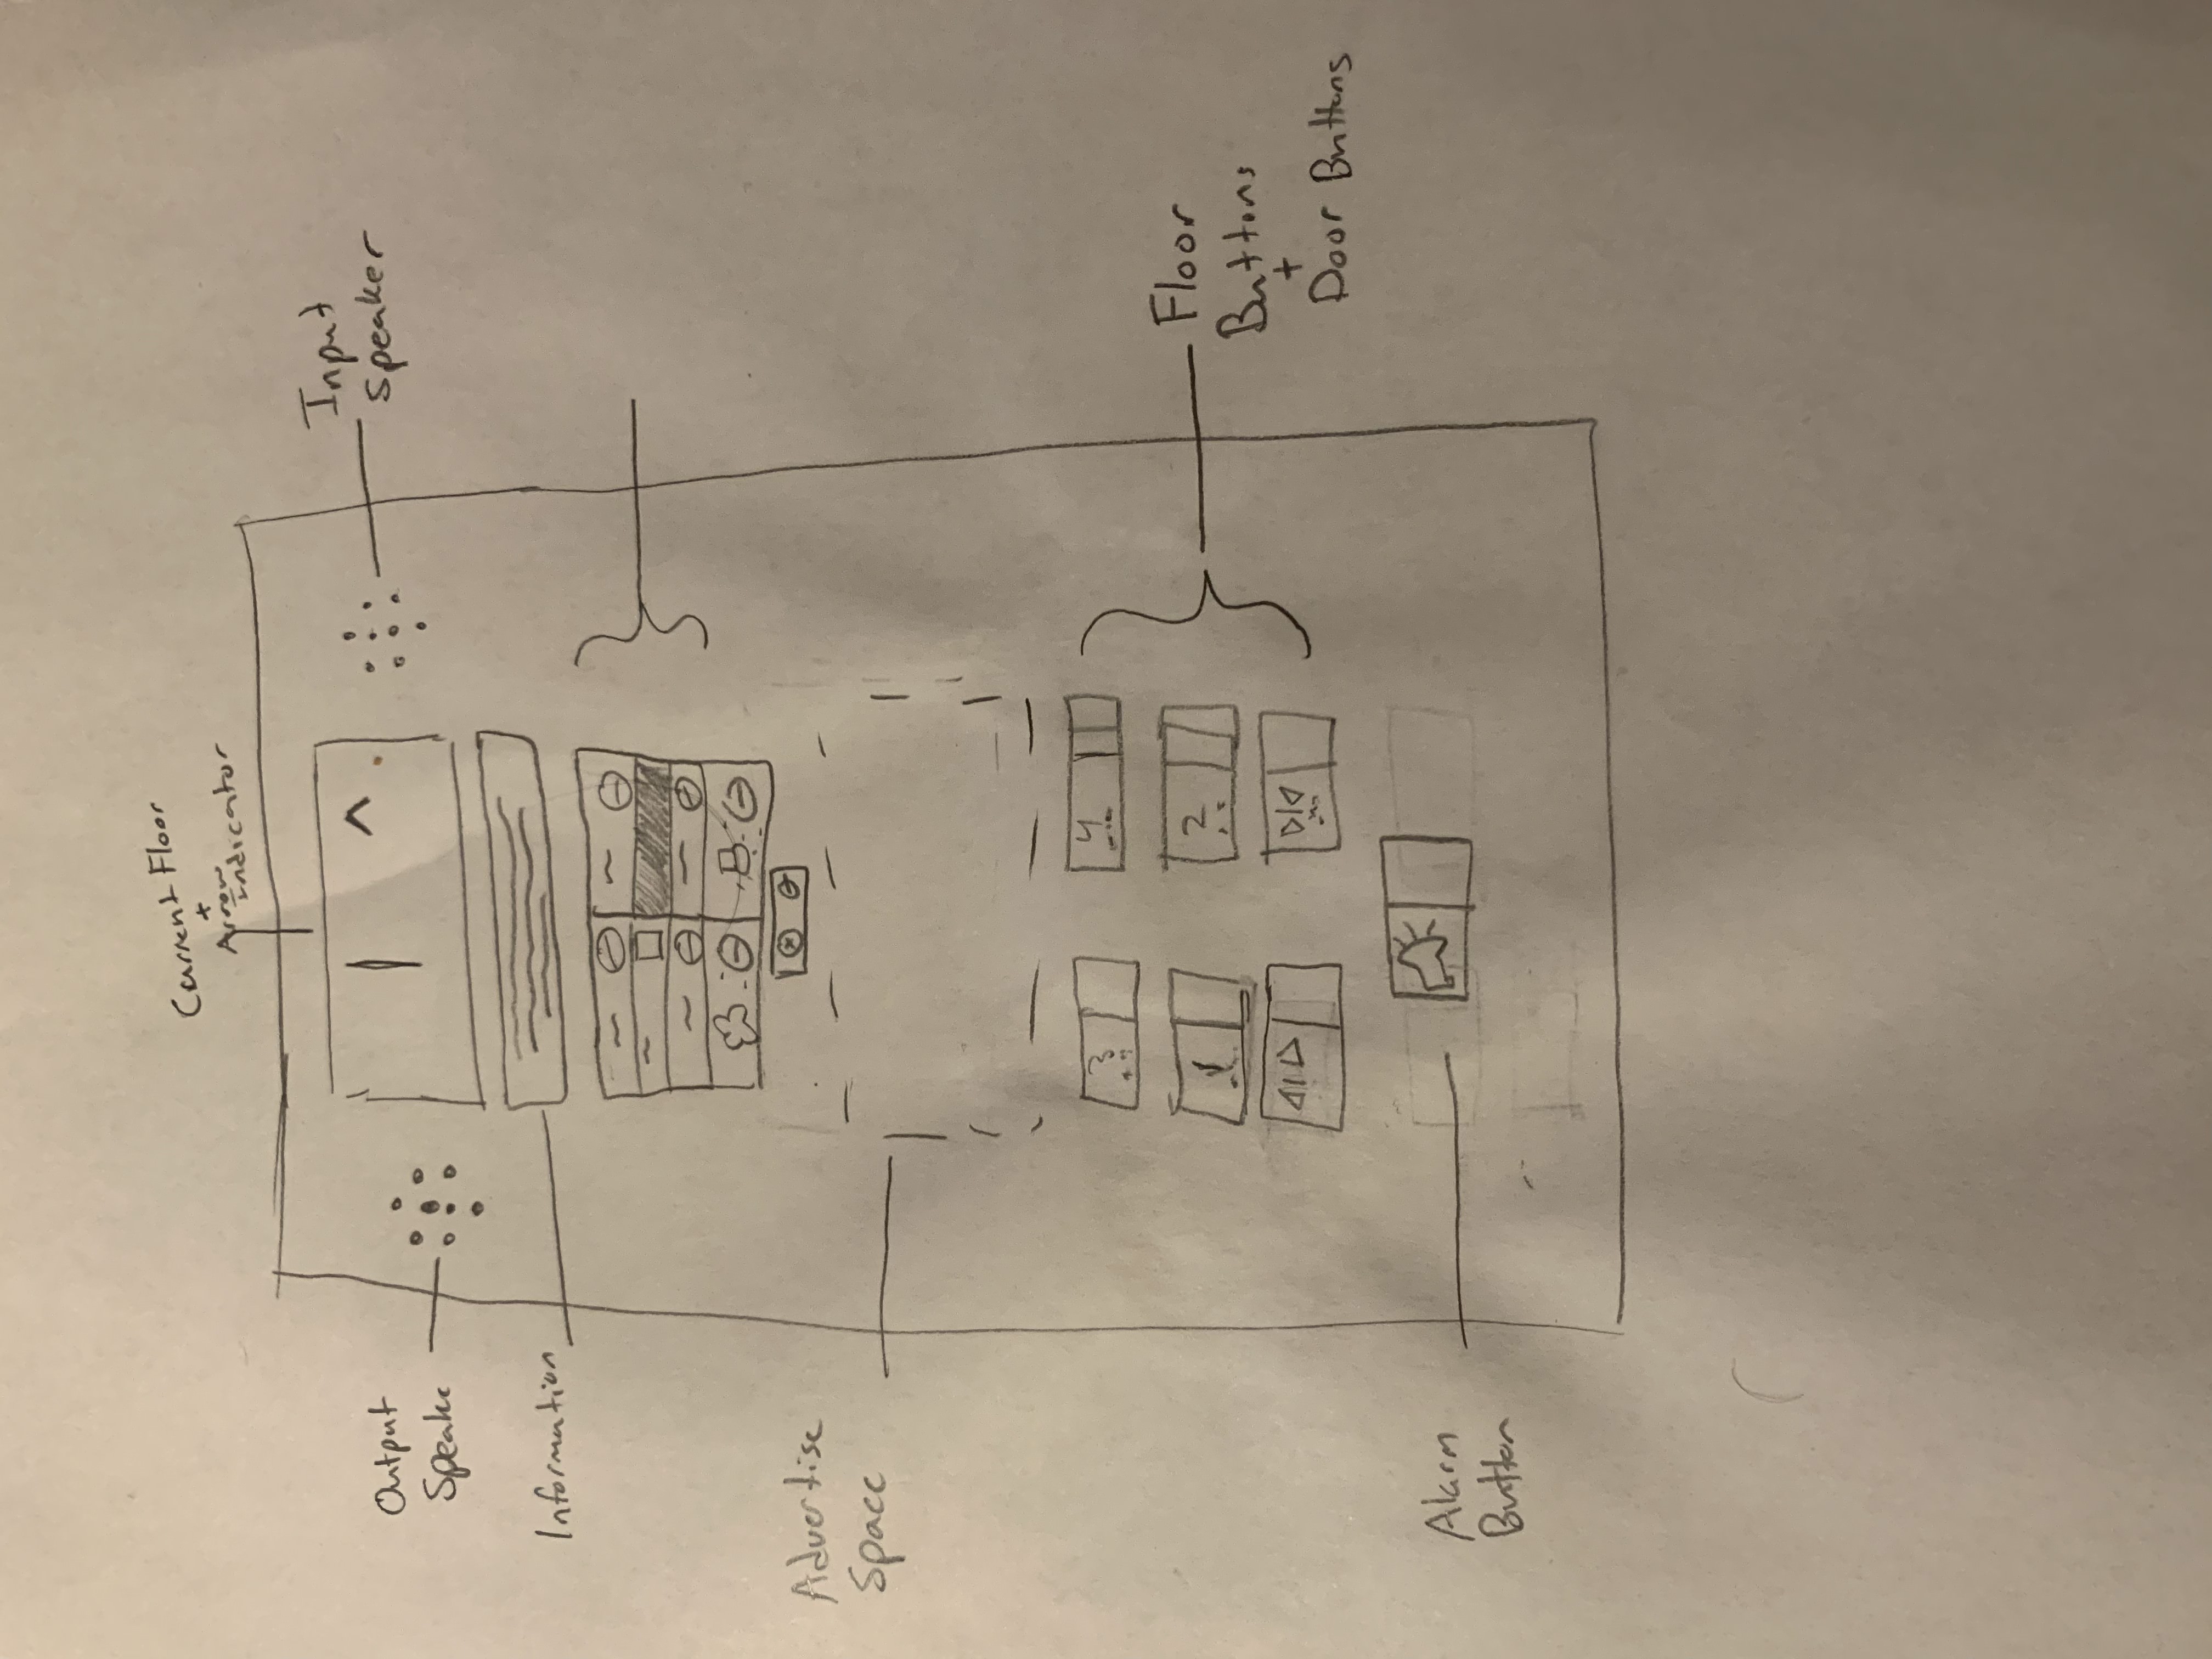 Current Floor
+
Arrow
Indicator
Input
Speaker
Output
Speake
Information
Advertise
Space
1
3
4
1
2
Floor
Buttons
+
Door Buttons
Alarm
Button